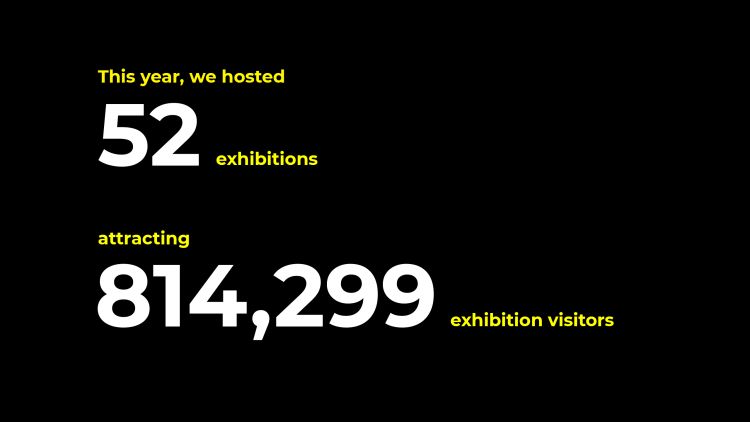 This year, we hosted
52 exhibitions
attracting
814,299 exhibition visitors